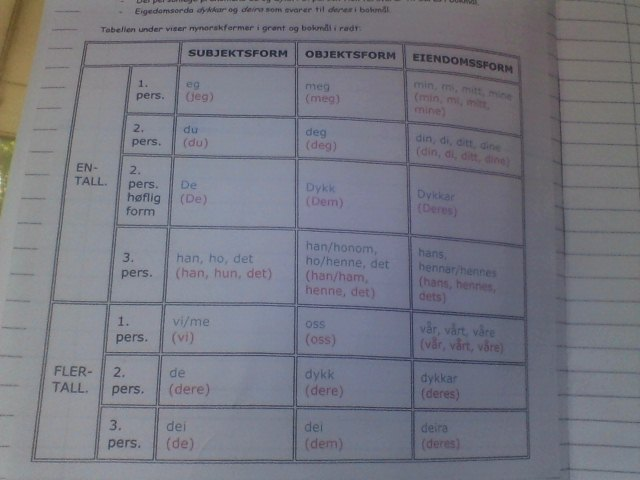 Eigedomsorda dykkar og deira som svarer til deres i bokmål.
Tabellen under viser nynorskformer i grønt og bokmål i rødt:
SUBJEKTSFORM OBJEKTSFORM EIENDOMSSFORM
EN-
TALL.
1.
pers.
eg
(jeg)
meg
(meg)
min, mi, mitt, mine
(min, mi, mitt,
mine)
2.
pers.
du
(du)
deg
(deg)
din, di, ditt, dine
(din, di, ditt, dine)
2.
pers.
høflig
form
De
(De)
Dykk
(Dem)
Dykkar
(Deres)
3.
pers.
han, ho, det
(han, hun, det)
han/honom,
ho/henne, det
(han/ham,
henne, det)
hans,
hennar/hennes
(hans, hennes,
dets)
FLER-
TALL.
1.
pers.
vi/me
(vi)
oss
(oss)
vår, vårt, våre
(vår, vårt, våre)
2.
pers.
de
(dere)
dykk
(dere)
dykkar
(deres)
3.
pers.
dei
(de)
dei
(dem)
deira
(deres)